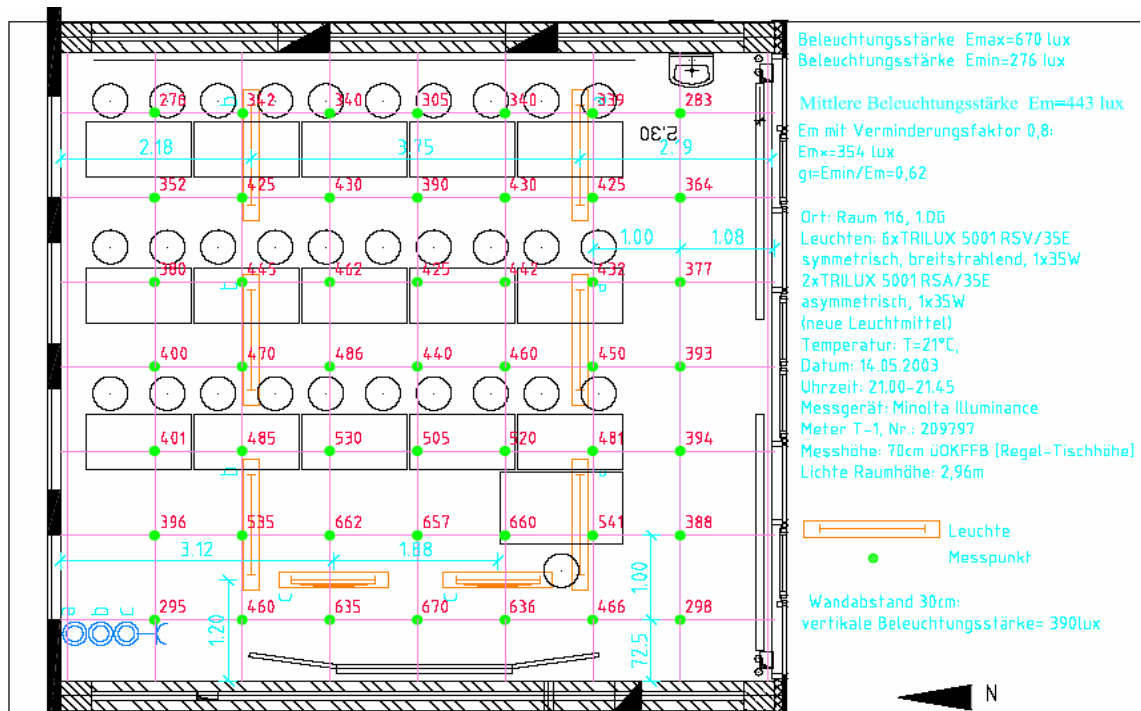 Beleuchtungsstärke Emax=670 lux
Beleuchtungsstärke Emin=276 lux
Mittlere Beleuchtungsstärke Em=443 lux
Em mit Verminderungsfaktor 0,8:
Em×=354 lux
g1=Emin/Em=0,62
Ort: Raum 116, 1.OG
Leuchten: 6xTRILUX 5001 RSV/35E
symmetrisch, breitstrahlend, 1x35W
2xTRILUX 5001 RSA/35E
asymmetrisch, 1x35W
(neue Leuchtmittel)
Temperatur: T=21°C,
Datum: 14.05.2003
Uhrzeit: 21.00-21.45
Messgerät: Minolta Illuminance
Meter T-1, Nr.: 209797
Messhöhe: 70cm üOKFFB [Regel-Tischhöhe]
Lichte Raumhöhe: 2,96m
Leuchte
Messpunkt
Wandabstand 30cm:
vertikale Beleuchtungsstärke= 390lux
N
276 342 340 305 340 339 283
b a
2.30
2.18 3.75 2.19
352 425 430 390 430 425 364
1.00 1.08
380 445 462 425 442 432 377
b a
400 470 486 440 460 450 393
401 485 530 505 520 481 394
b a
396 535 662 657 660 541 388
3.12 1.88
c c
1.00
295 460 635 670 636 466 298
a b c
1.20
72.5